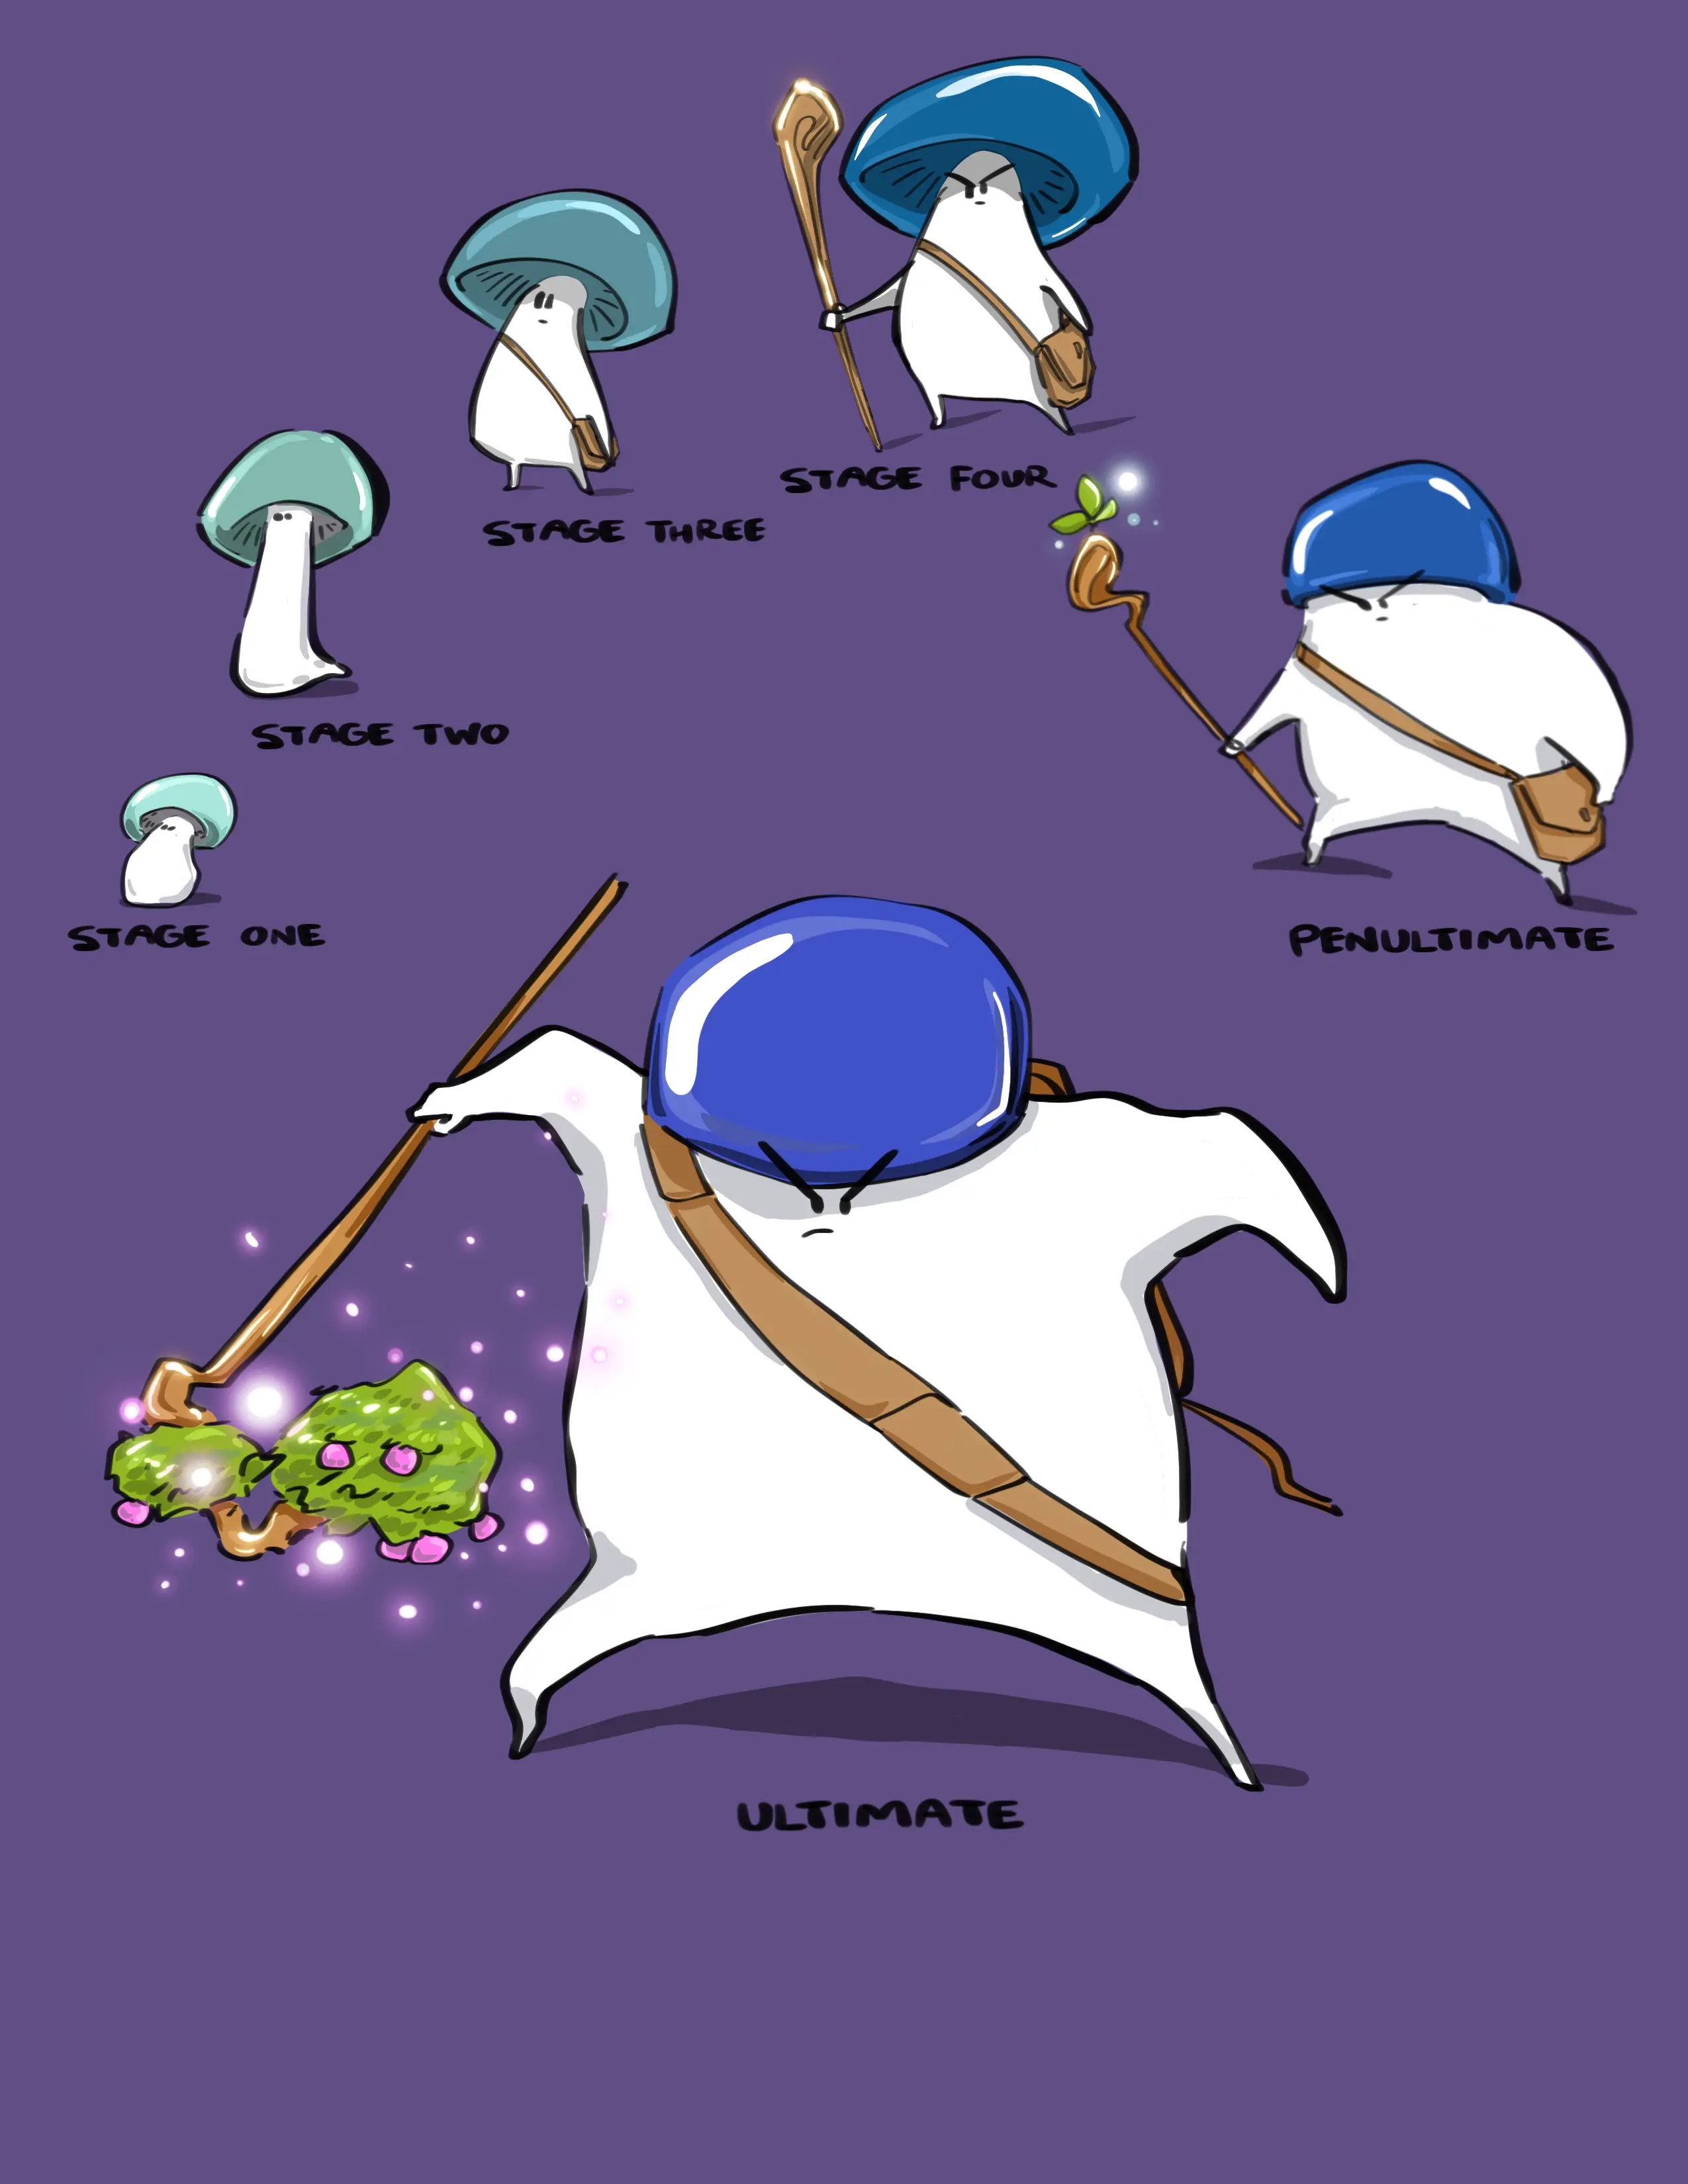 STAGE ONE
STAGE TWO
STAGE THREE
STAGE FOUR
PENULTIMATE
ULTIMATE